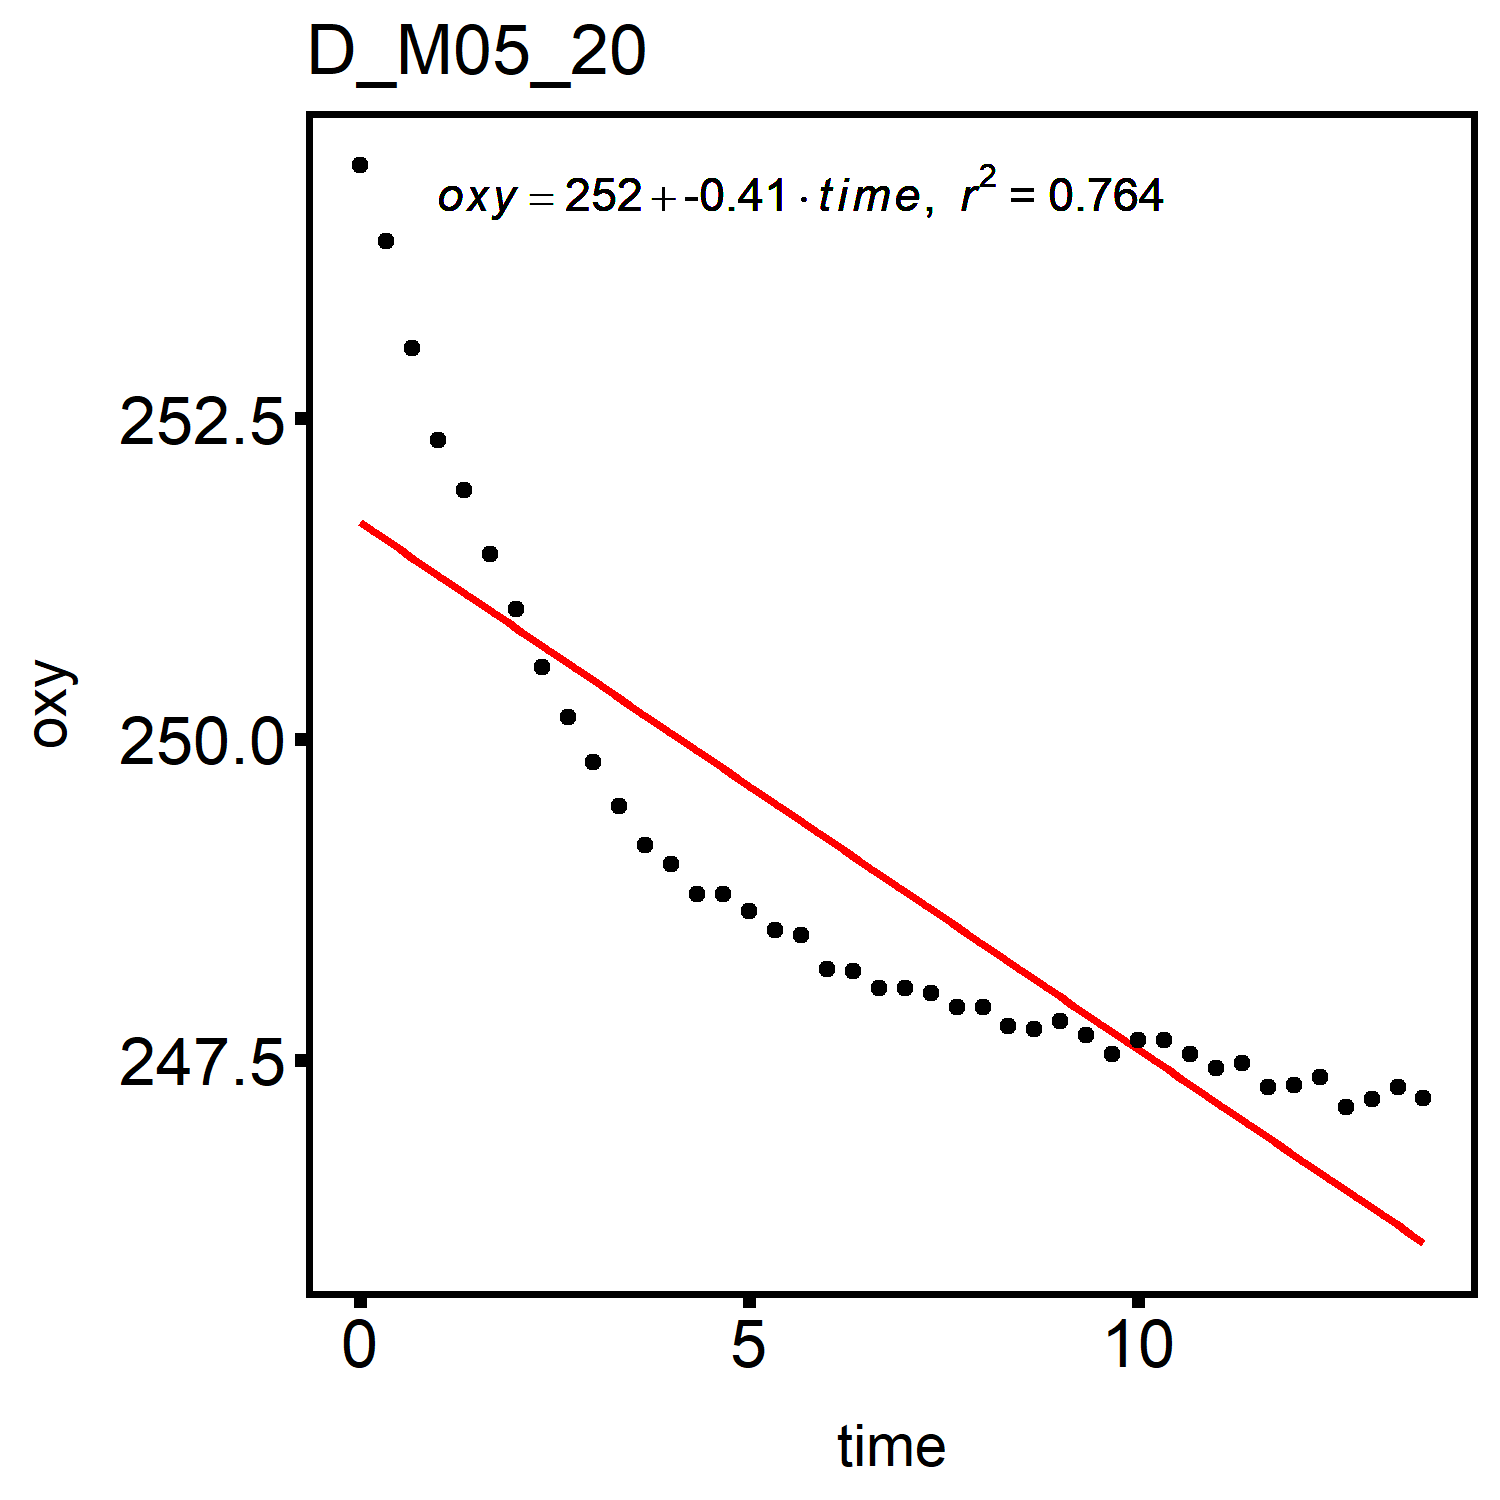 D_M05_20
oxy = 252 + -0.41 · time, r² = 0.764
252.5
250.0
247.5
oxy
0 5 10
time